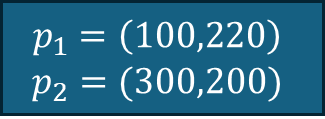 p₁ = (100,220)
p₂ = (300,200)